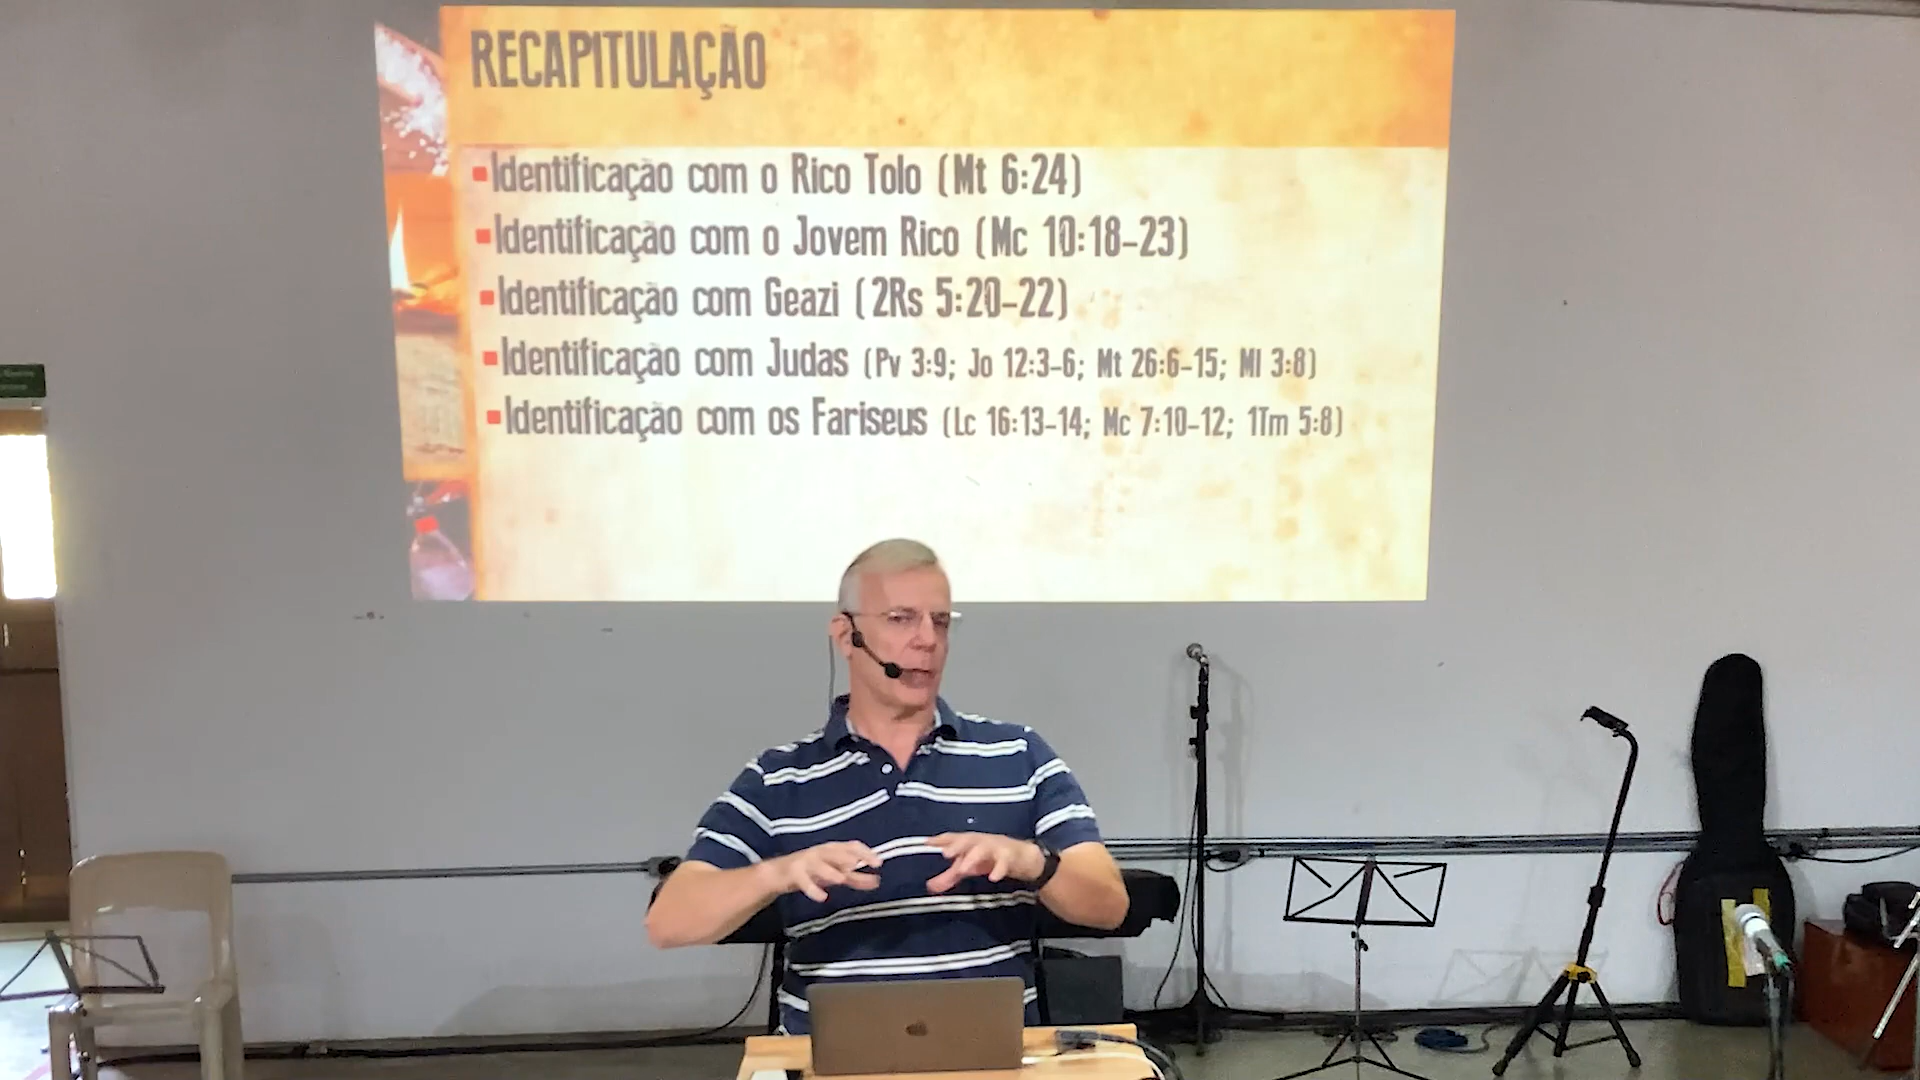 RECAPITULAÇÃO
Identificação com o Rico Tolo (Mt 6:24)
Identificação com o Jovem Rico (Mc 10:18-23)
Identificação com Geazi (2Rs 5:20-22)
Identificação com Judas (Pv 3:9; Jo 12:3-6; Mt 26:6-15; Ml 3:8)
Identificação com os Fariseus (Lc 16:13-14; Mc 7:10-12; 1Tm 5:8)